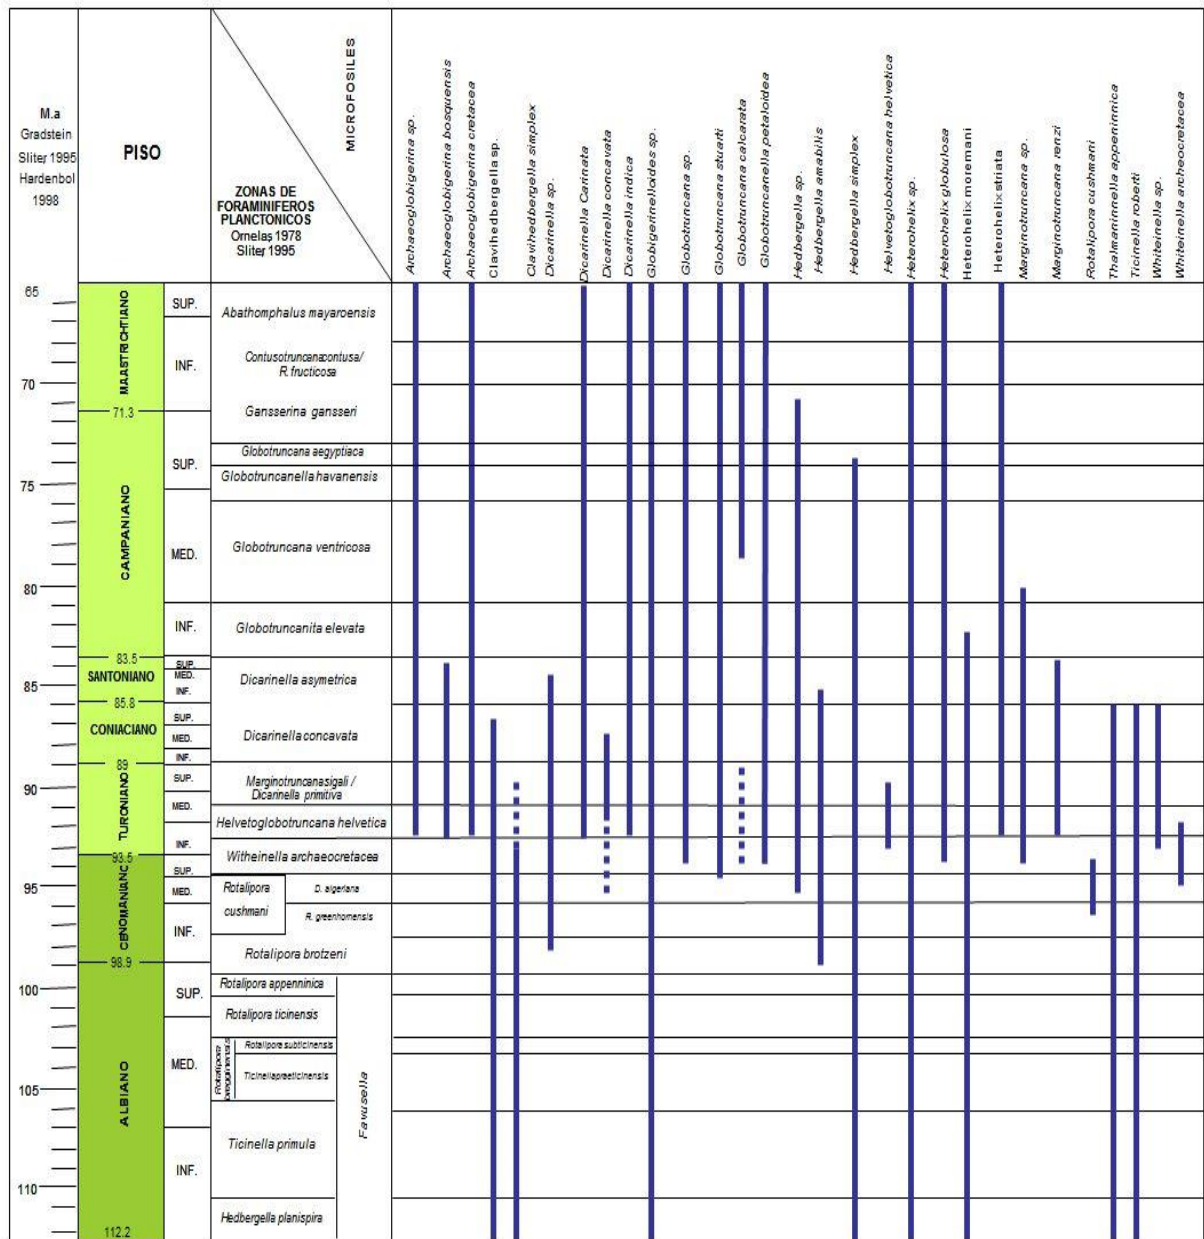 M.a
Gradstein
Sliter 1995
Hardenbol
1998
PISO
ZONAS DE
FORAMINIFEROS
PLANCTONICOS
Ornelas 1978
Sliter 1995
MICROFOSILES
Archaeoglobigerina sp.
Archaeoglobigerina bosquensis
Archaeoglobigerina cretacea
Clavihedbergella sp.
Clavihedbergella simplex
Dicarinella sp.
Dicarinella Carinata
Dicarinella concavata
Dicarinella indica
Globigerinelloides sp.
Globotruncana sp.
Globotruncana stuarti
Globotruncana calcarata
Globotruncanella petaloidea
Hedbergella sp.
Hedbergella amabilis
Hedbergella simplex
Helvetoglobotruncana helvetica
Heterohelix sp.
Heterohelix globulosa
Heterohelix moremani
Heterohelix striata
Marginotruncana sp.
Marginotruncana renzi
Rotalipora cushmani
Thalmaninnella appeninnica
Ticinella roberti
Whiteinella sp.
Whiteinella archeocretacea
65
70
75
80
85
90
95
100
105
110
MAASTRICHTIANO
71.3
CAMPANIANO
83.5
SANTONIANO
85.8
CONIACIANO
89
TURONIANO
93.5
CENOMANIANO
98.9
ALBIANO
112.2
SUP.
INF.
SUP.
MED.
INF.
SUP.
MED.
INF.
SUP.
MED.
INF.
SUP.
MED.
INF.
SUP.
MED.
INF.
SUP.
MED.
INF.
Abathomphalus mayaroensis
Contusotruncanacontusa/
R. fructicosa
Gansserina gansseri
Globotruncana aegyptiaca
Globotruncanella havanensis
Globotruncana ventricosa
Globotruncanita elevata
Dicarinella asymetrica
Dicarinella concavata
Marginotruncanasigali /
Dicarinella primitiva
Helvetoglobotruncana helvetica
Witheinella archaeocretacea
Rotalipora
cushmani
D. algeriana
R. greenhornensis
Rotalipora brotzeni
Rotalipora appenninica
Rotalipora ticinensis
Rotalipora
Rotalipora subticinensis
Ticinellapraeticinensis
Ticinella primula
Hedbergella planispira
Favusella